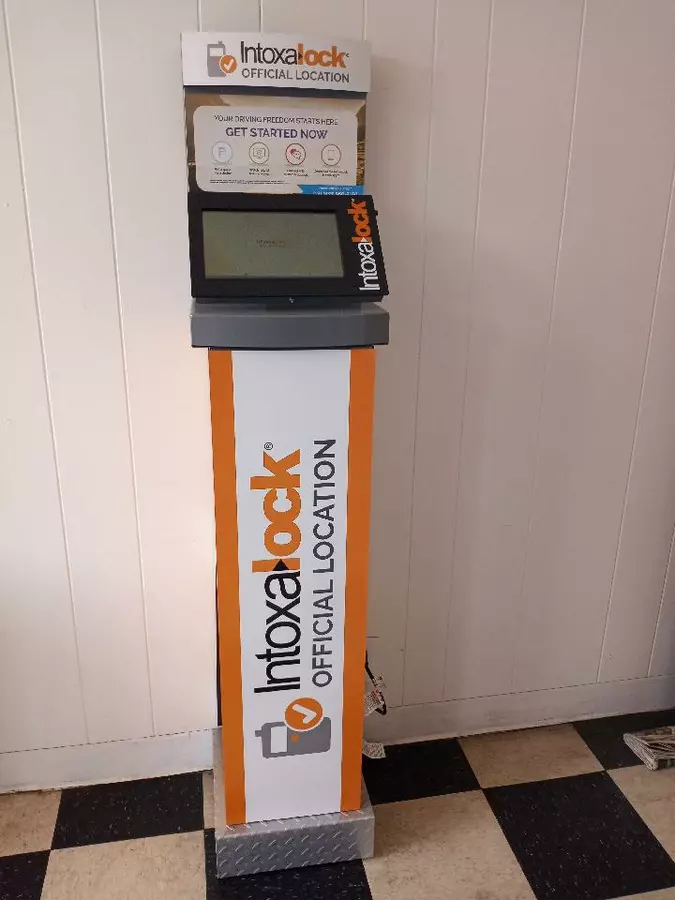 Intoxalock®
OFFICIAL LOCATION
YOUR DRIVING FREEDOM STARTS HERE
GET STARTED NOW
Intoxalock
Intoxalock®
OFFICIAL LOCATION